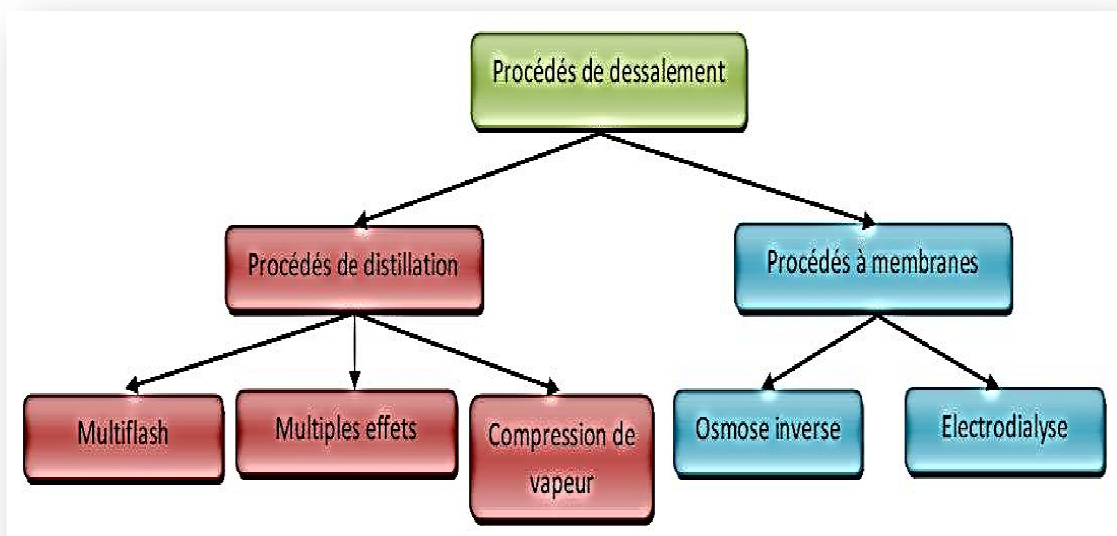 Procédés de dessalement
Procédés de distillation
Procédés à membranes
Multiflash
Multiples effets
Compression de
vapeur
Osmose inverse
Electrodialyse